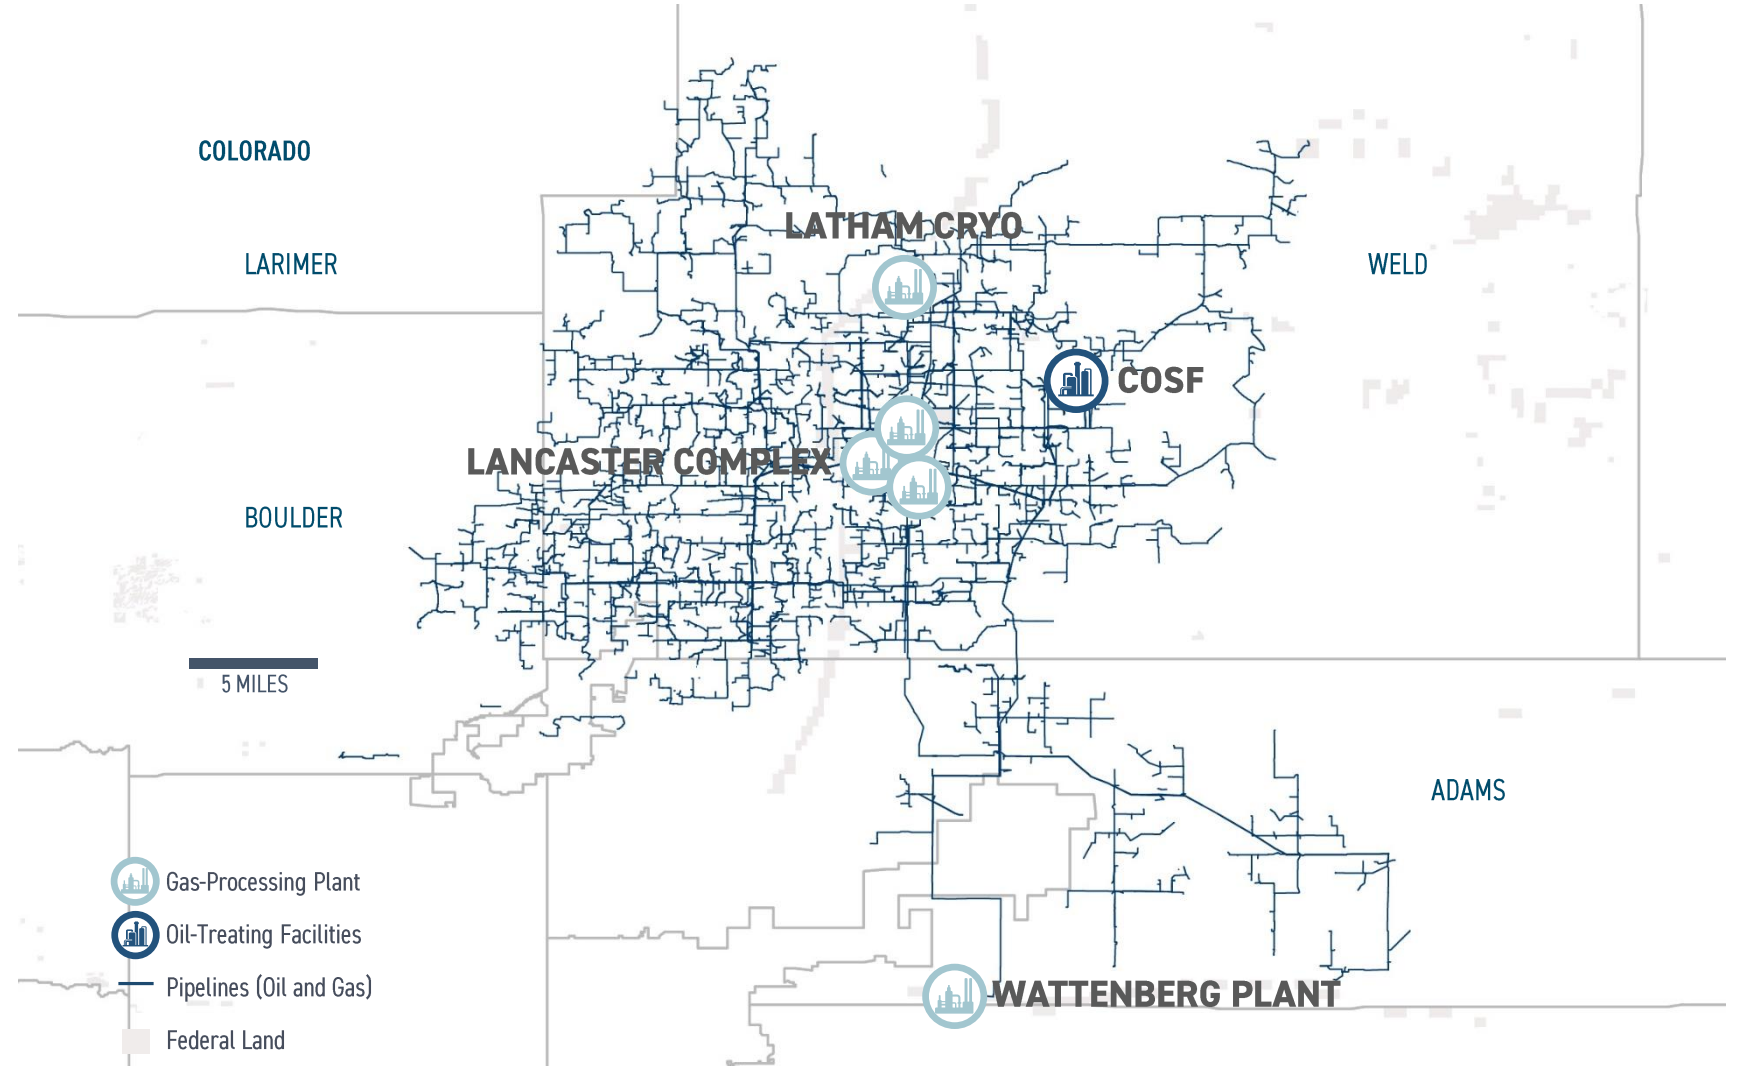 COLORADO
LATHAM CRYO
LARIMER
WELD
COSF
LANCASTER COMPLEX
BOULDER
5 MILES
ADAMS
Gas-Processing Plant
Oil-Treating Facilities
Pipelines (Oil and Gas)
WATTENBERG PLANT
Federal Land